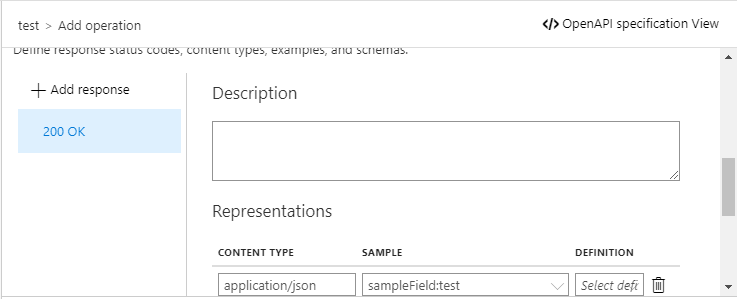 test > Add operation
</> OpenAPI specification View
Define response status codes, content types, examples, and schemas.
+ Add response
200 OK
Description
Representations
CONTENT TYPE SAMPLE DEFINITION
application/json sampleField:test Select defi